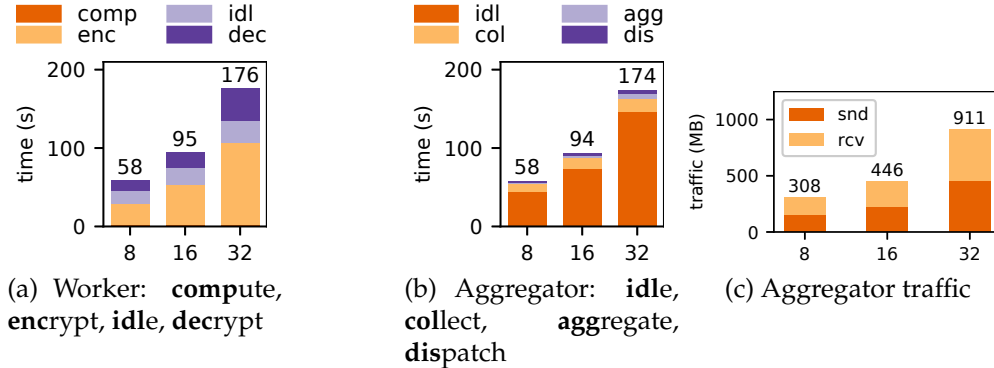 comp
enc
idl
dec
200
100
0
time (s)
58
95
176
8
16
32
(a) Worker: compute,
encrypt, idle, decrypt
idl
col
agg
dis
200
100
0
time (s)
58
94
174
8
16
32
(b) Aggregator: idle,
collect, aggregate,
dispatch
snd
rcv
1000
500
0
traffic (MB)
308
446
911
8
16
32
(c) Aggregator traffic